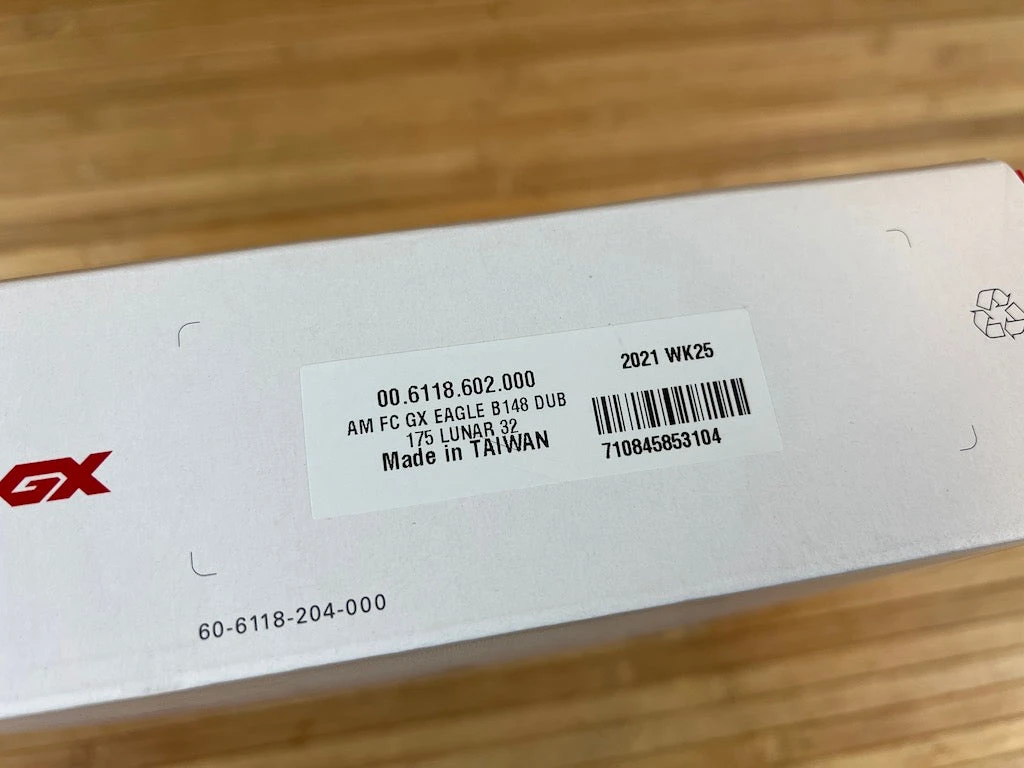 00.6118.602.000
AM FC GX EAGLE B148 DUB
175 LUNAR 32
Made in TAIWAN
2021 WK25
710845853104
GX
60-6118-204-000